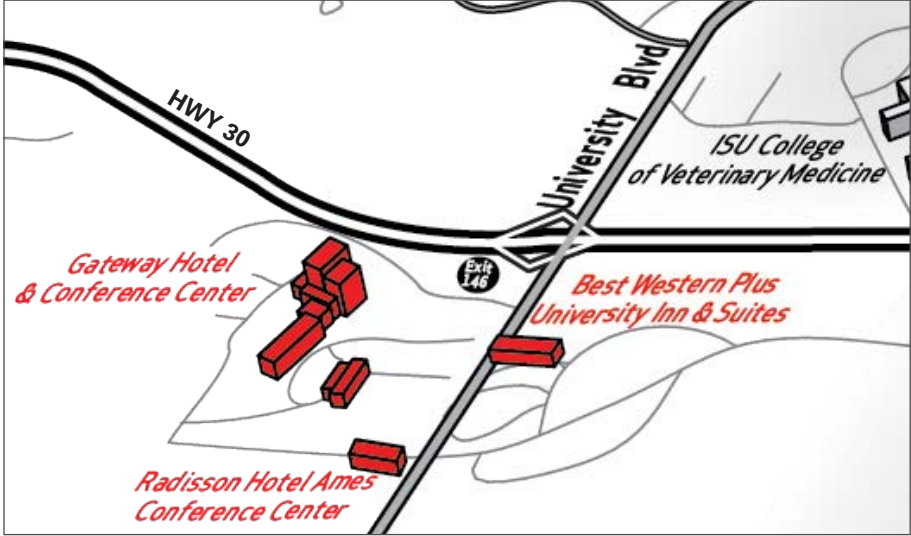 HWY 30
University Blvd
ISU College
of Veterinary Medicine
Gateway Hotel
& Conference Center
Exit
146
Best Western Plus
University Inn & Suites
Radisson Hotel Ames
Conference Center